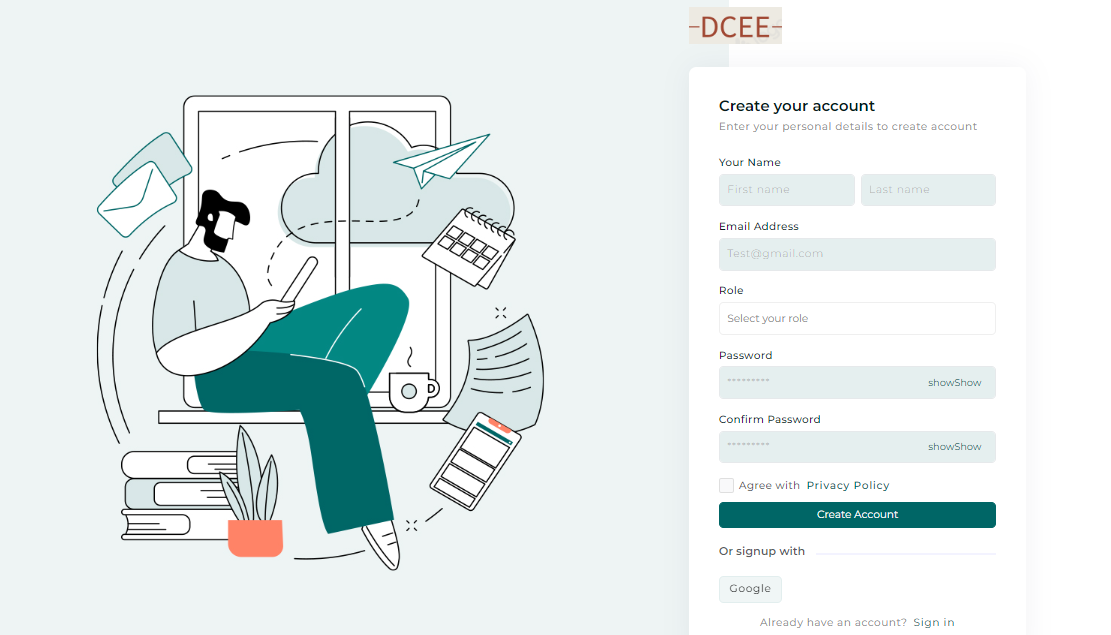 DCEE
Create your account
Enter your personal details to create account
Your Name
First name Last name
Email Address
Test@gmail.com
Role
Select your role
Password
********* showShow
Confirm Password
********* showShow
Agree with Privacy Policy
Create Account
Or signup with
Google
Already have an account? Sign in